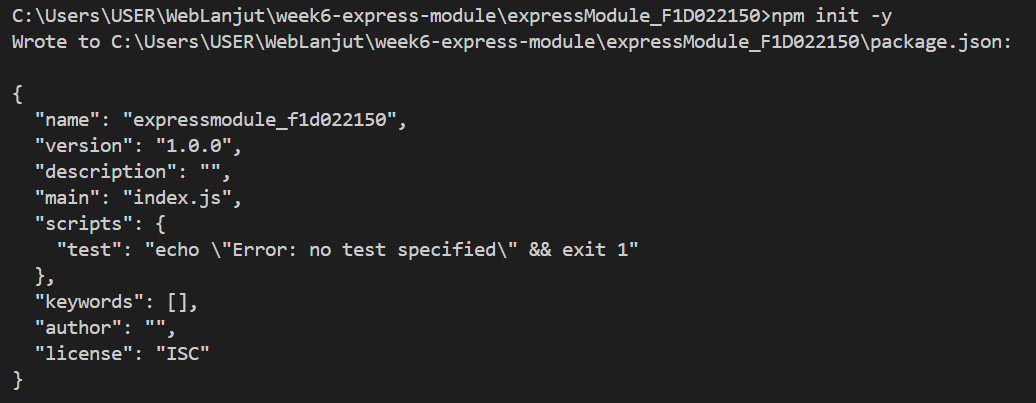 C:\Users\USER\WebLanjut\week6-express-module\expressModule_F1D022150>npm init -y
Wrote to C:\Users\USER\WebLanjut\week6-express-module\expressModule_F1D022150\package.json:

{
  "name": "expressmodule_f1d022150",
  "version": "1.0.0",
  "description": "",
  "main": "index.js",
  "scripts": {
    "test": "echo \"Error: no test specified\" && exit 1"
  },
  "keywords": [],
  "author": "",
  "license": "ISC"
}